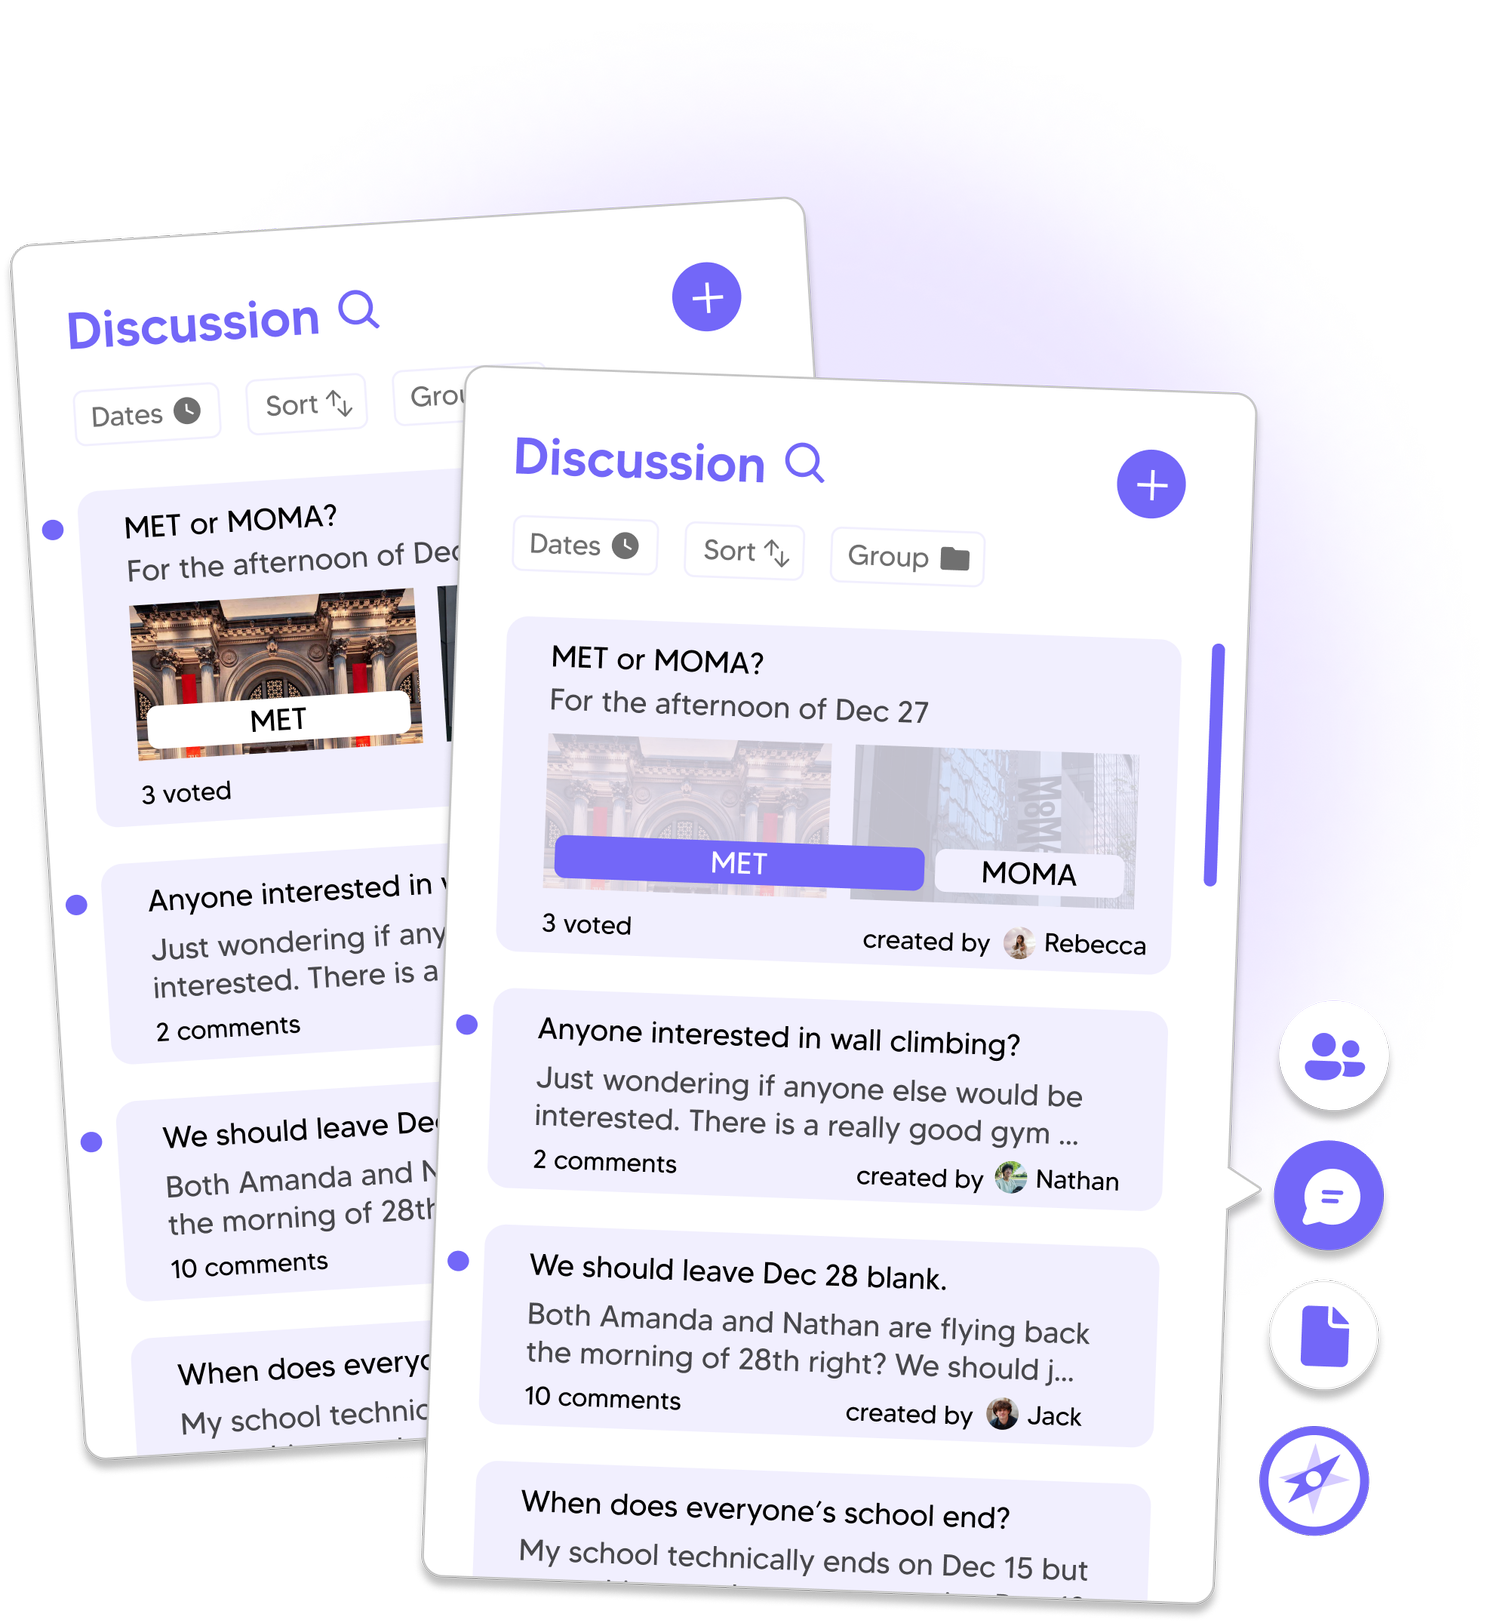 Discussion
Dates
Sort
Grou
MET or MOMA?
For the afternoon of Dec
MET
3 voted
Anyone interested in
Just wondering if any
interested. There is a
2 comments
We should leave Dec
Both Amanda and N
the morning of 28th
10 comments
When does everyo
My school technic
Discussion
Dates
Sort
Group
MET or MOMA?
For the afternoon of Dec 27
MoMA
MET
MOMA
3 voted
created by Rebecca
Anyone interested in wall climbing?
Just wondering if anyone else would be
interested. There is a really good gym ...
2 comments
created by Nathan
We should leave Dec 28 blank.
Both Amanda and Nathan are flying back
the morning of 28th right? We should j...
10 comments
created by Jack
When does everyone’s school end?
My school technically ends on Dec 15 but